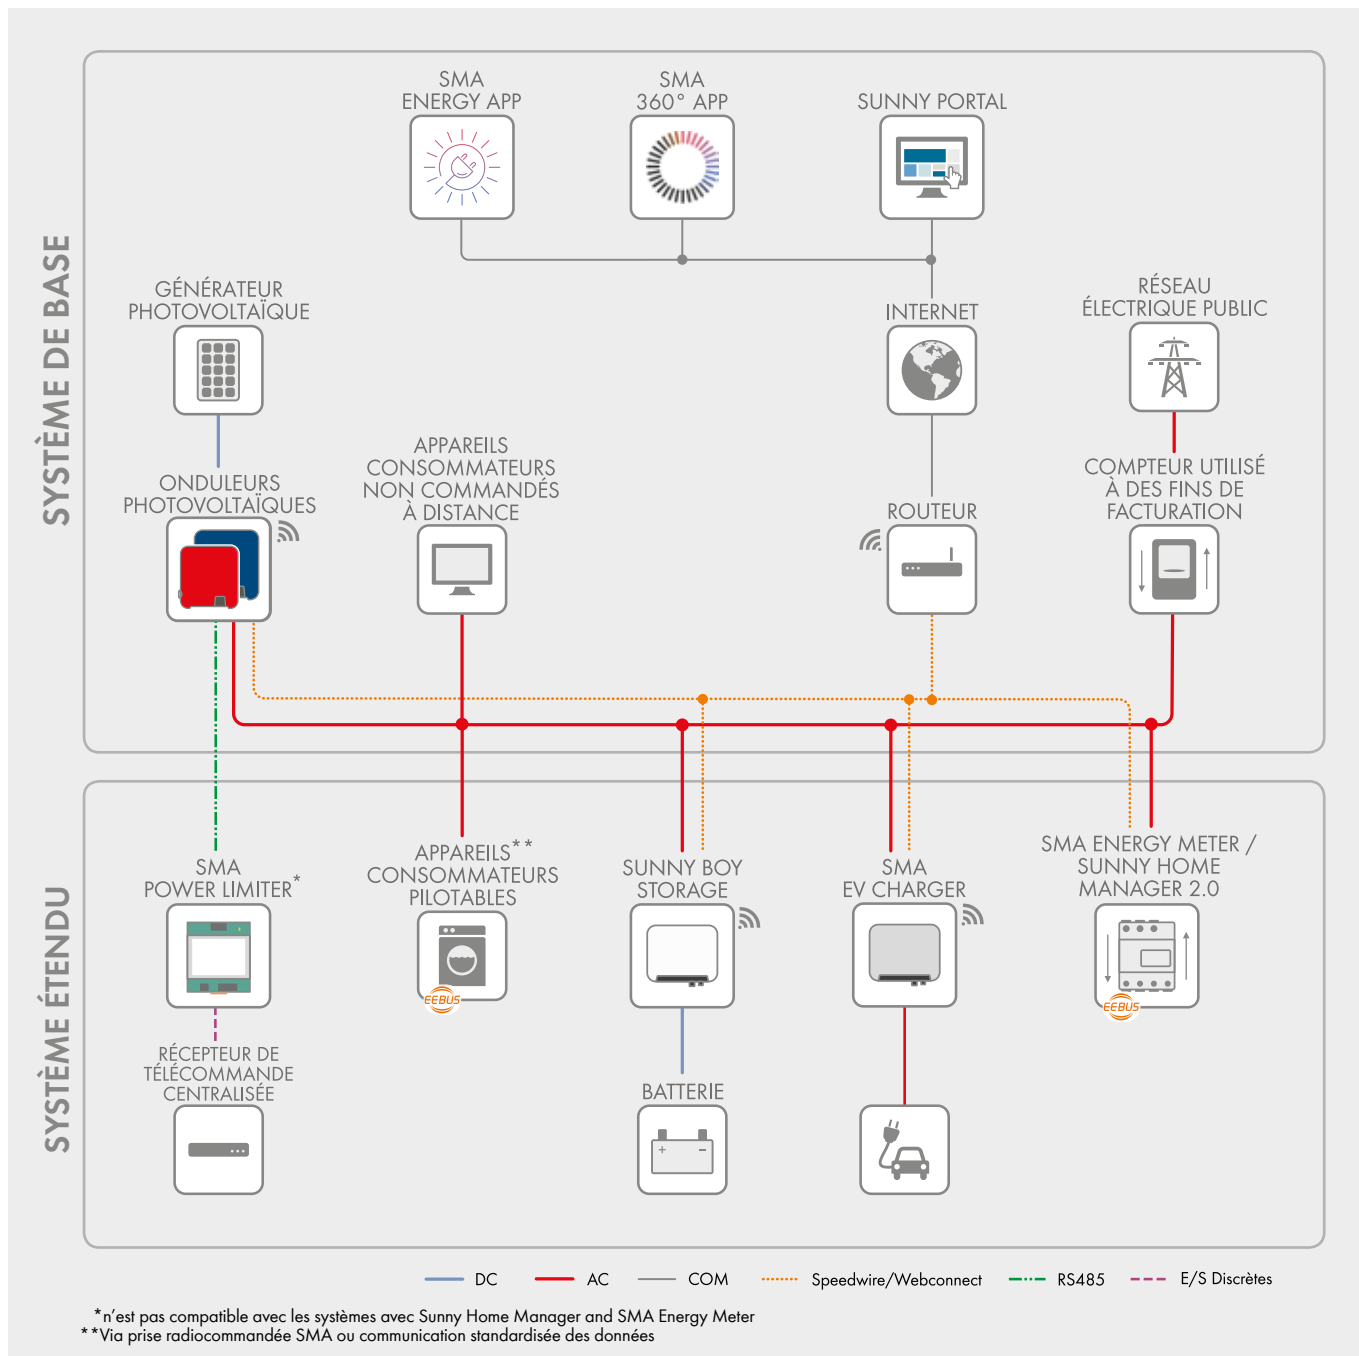 SYSTÈME DE BASE
SMA
ENERGY APP
SMA
360° APP
SUNNY PORTAL
GÉNÉRATEUR
PHOTOVOLTAÏQUE
INTERNET
RÉSEAU
ÉLECTRIQUE PUBLIC
ONDULEURS
PHOTOVOLTAÏQUES
APPAREILS
CONSOMMATEURS
NON COMMANDÉS
À DISTANCE
ROUTEUR
COMPTEUR UTILISÉ
À DES FINS DE
FACTURATION
SYSTÈME ÉTENDU
SMA
POWER LIMITER*
APPAREILS**
CONSOMMATEURS
PILOTABLES
EEBUS
SUNNY BOY
STORAGE
SMA
EV CHARGER
SMA ENERGY METER /
SUNNY HOME
MANAGER 2.0
EEBUS
RÉCEPTEUR DE
TÉLÉCOMMANDE
CENTRALISÉE
BATTERIE
+ −
DC
AC
COM
Speedwire/Webconnect
RS485
E/S Discrètes
*n’est pas compatible avec les systèmes avec Sunny Home Manager and SMA Energy Meter
**Via prise radiocommandée SMA ou communication standardisée des données